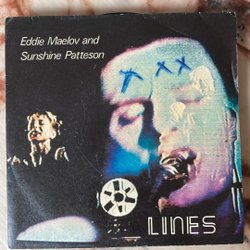 Eddie Maelov and
Sunshine Patteson
LINES